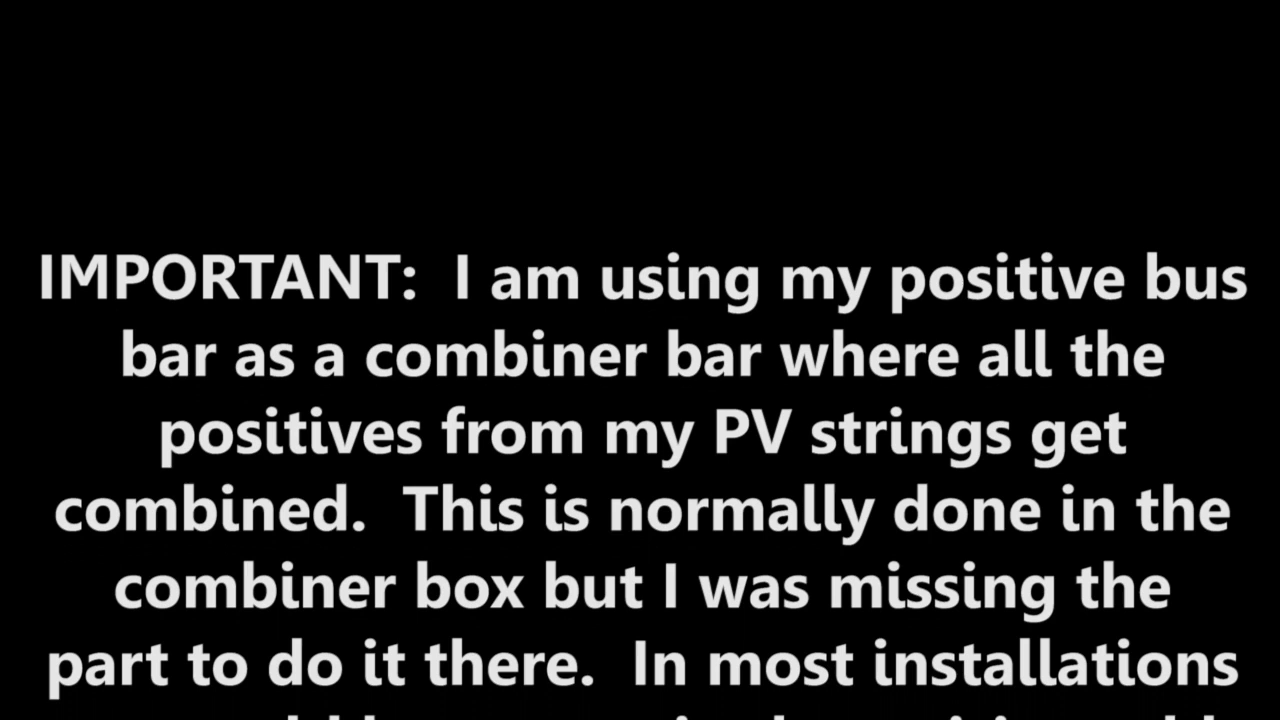 IMPORTANT:  I am using my positive bus
bar as a combiner bar where all the
positives from my PV strings get
combined.  This is normally done in the
combiner box but I was missing the
part to do it there.  In most installations